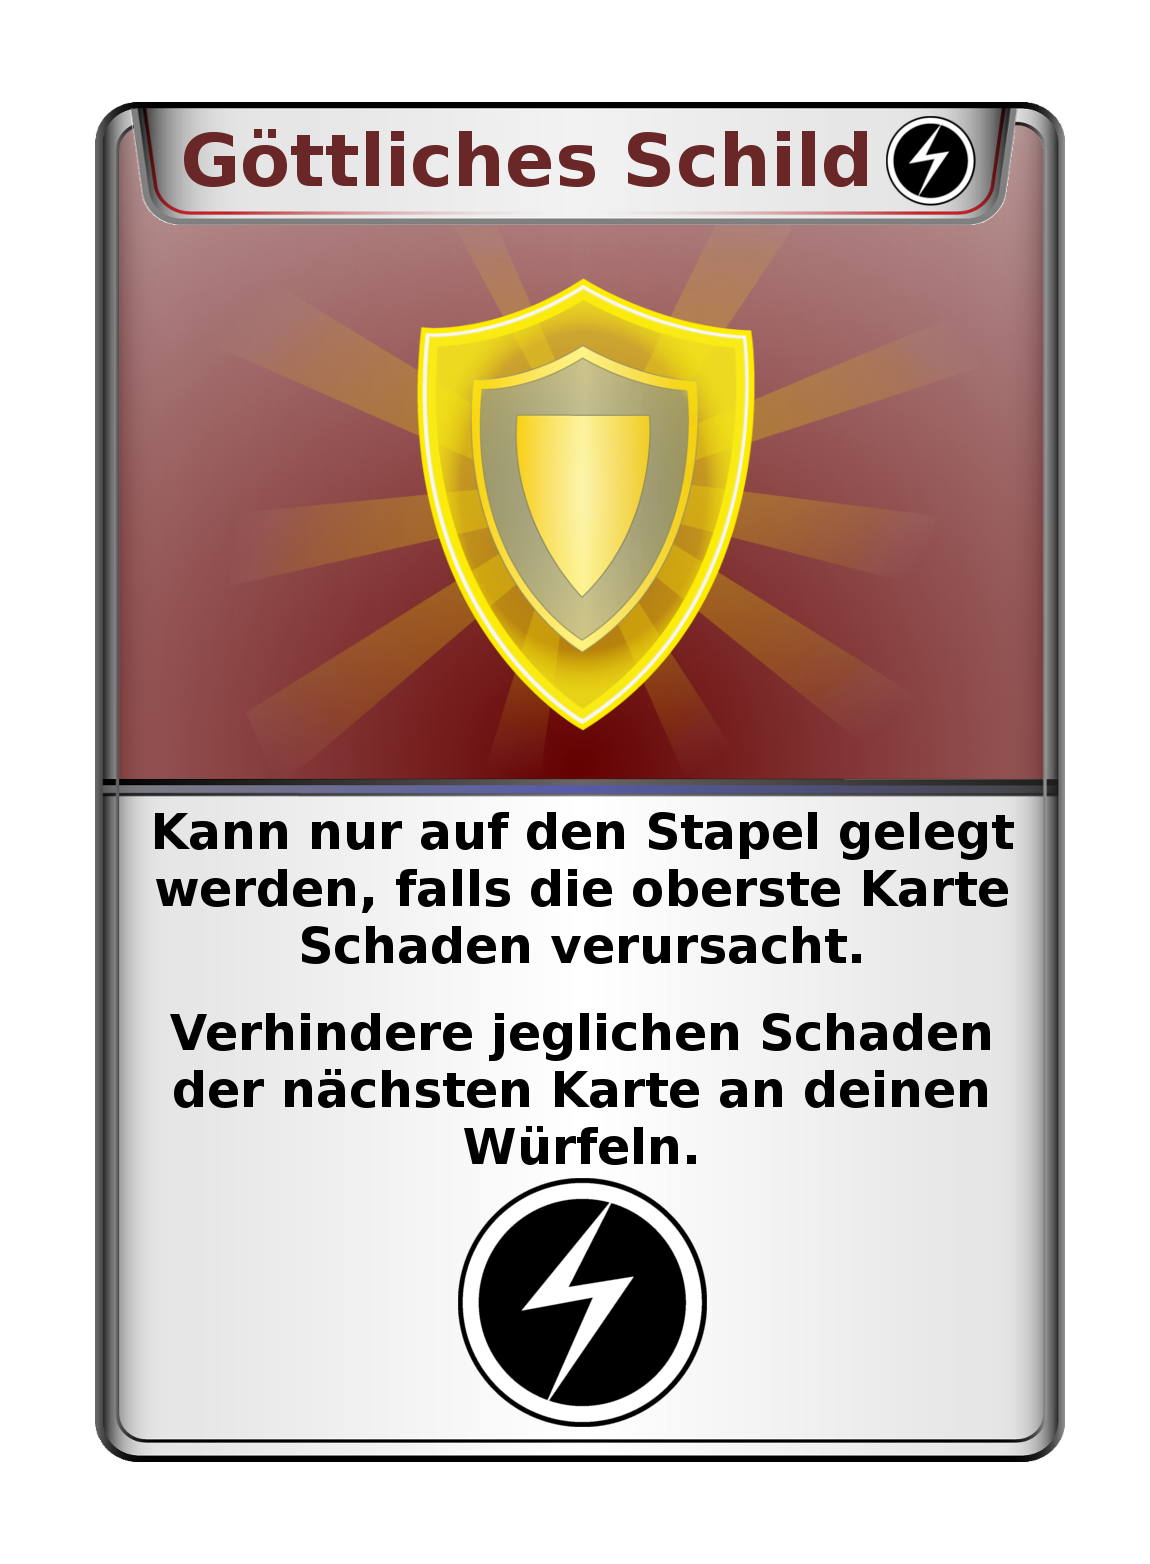 Göttliches Schild
Kann nur auf den Stapel gelegt
werden, falls die oberste Karte
Schaden verursacht.
Verhindere jeglichen Schaden
der nächsten Karte an deinen
Würfeln.